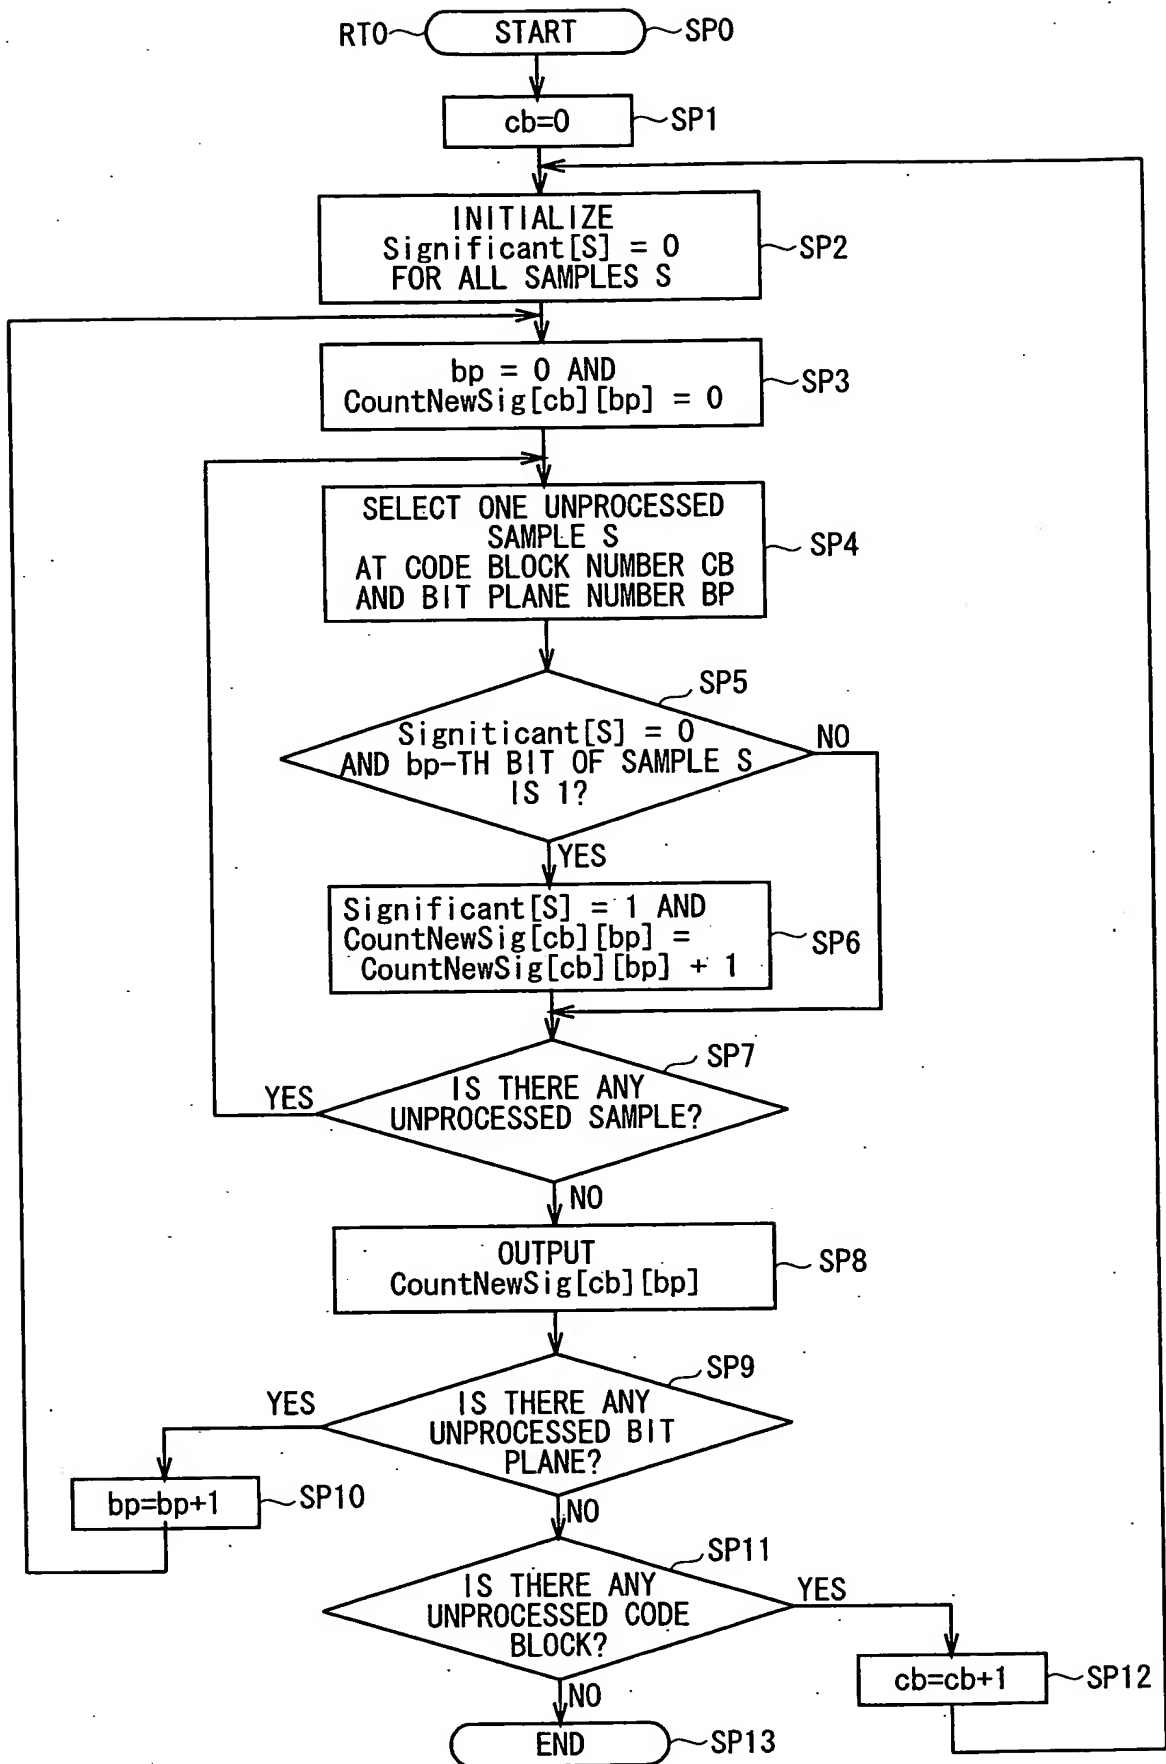 RT0 START SP0
cb=0 SP1
INITIALIZE
Significant[S] = 0
FOR ALL SAMPLES S
SP2
bp = 0 AND
CountNewSig[cb][bp] = 0
SP3
SELECT ONE UNPROCESSED
SAMPLE S
AT CODE BLOCK NUMBER CB
AND BIT PLANE NUMBER BP
SP4
SP5
Signiticant[S] = 0
AND bp-TH BIT OF SAMPLE S
IS 1?
NO
YES
Significant[S] = 1 AND
CountNewSig[cb][bp] =
CountNewSig[cb][bp] + 1
SP6
SP7
IS THERE ANY
UNPROCESSED SAMPLE?
YES
NO
OUTPUT
CountNewSig[cb][bp]
SP8
SP9
IS THERE ANY
UNPROCESSED BIT
PLANE?
YES
bp=bp+1 SP10
NO
SP11
IS THERE ANY
UNPROCESSED CODE
BLOCK?
YES
cb=cb+1 SP12
NO
END SP13